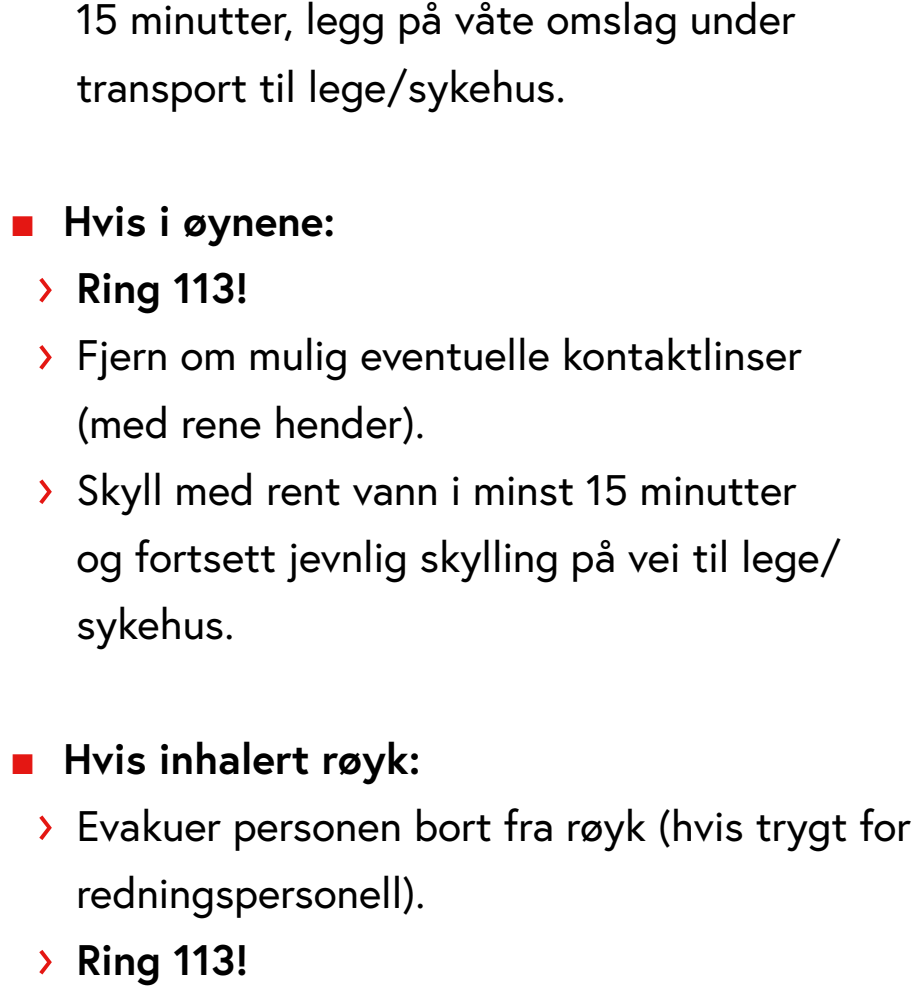 15 minutter, legg på våte omslag under
transport til lege/sykehus.
■ Hvis i øynene:
› Ring 113!
› Fjern om mulig eventuelle kontaktlinser
(med rene hender).
› Skyll med rent vann i minst 15 minutter
og fortsett jevnlig skylling på vei til lege/
sykehus.
■ Hvis inhalert røyk:
› Evakuer personen bort fra røyk (hvis trygt for
redningspersonell).
› Ring 113!